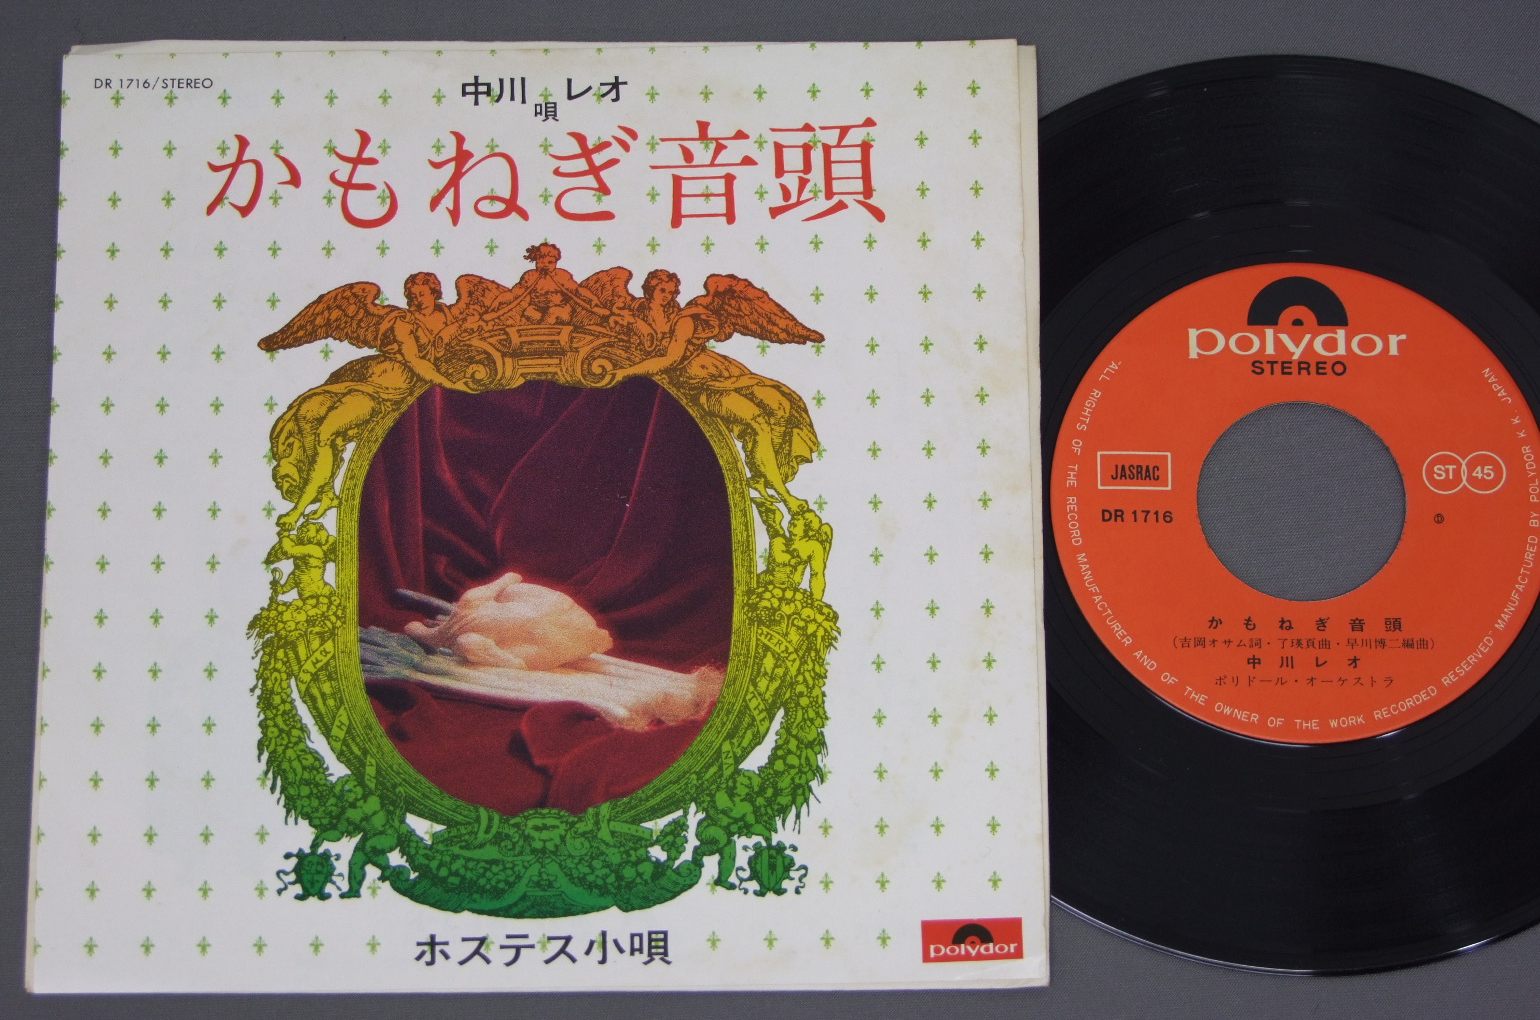 DR 1716/STEREO
中川レオ
唄
かもねぎ音頭
ホステス小唄
polydor
polydor
STEREO
JASRAC
DR 1716
ST 45
Ⓓ
かもねぎ音頭
(吉岡オサム詞・了瑛頁曲・早川博二編曲)
中川レオ
ポリドール・オーケストラ
"ALL RIGHTS OF THE RECORD MANUFACTURER AND OF THE OWNER OF THE WORK RECORDED RESERVED" MANUFACTURED BY POLYDOR K.K. JAPAN